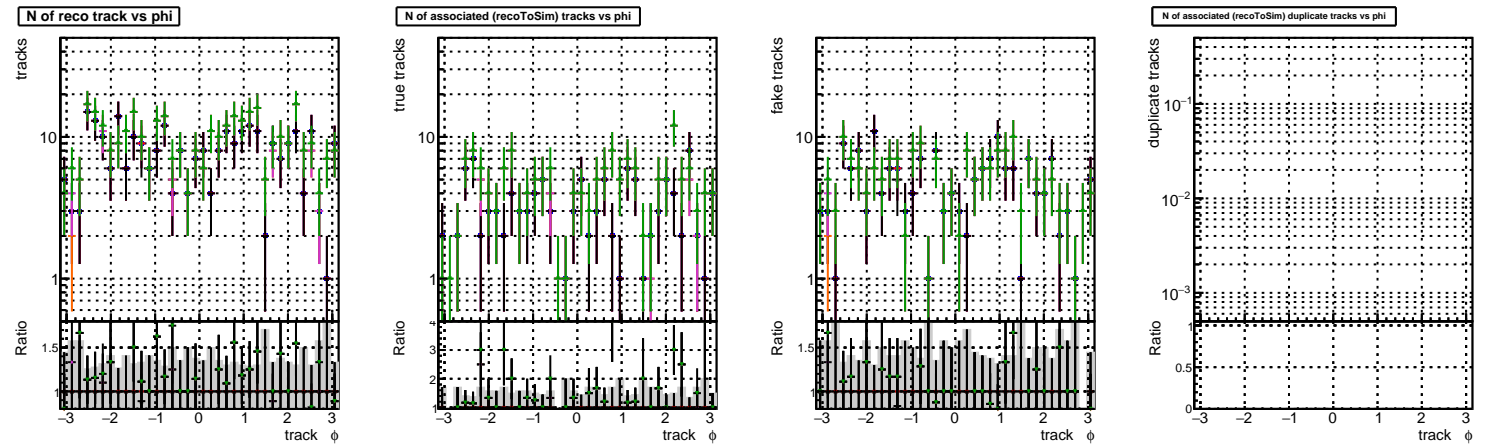 N of reco track vs phi
tracks
10
1
Ratio
1.5
1
−3 −2 −1 0 1 2 3
track ϕ
N of associated (recoToSim) tracks vs phi
true tracks
10
1
Ratio
4
3
2
1
−3 −2 −1 0 1 2 3
track ϕ
fake tracks
10
1
Ratio
1.5
1
−3 −2 −1 0 1 2 3
track ϕ
N of associated (recoToSim) duplicate tracks vs phi
duplicate tracks
10−1
10−2
10−3
Ratio
1
0.5
0
−3 −2 −1 0 1 2 3
track ϕ